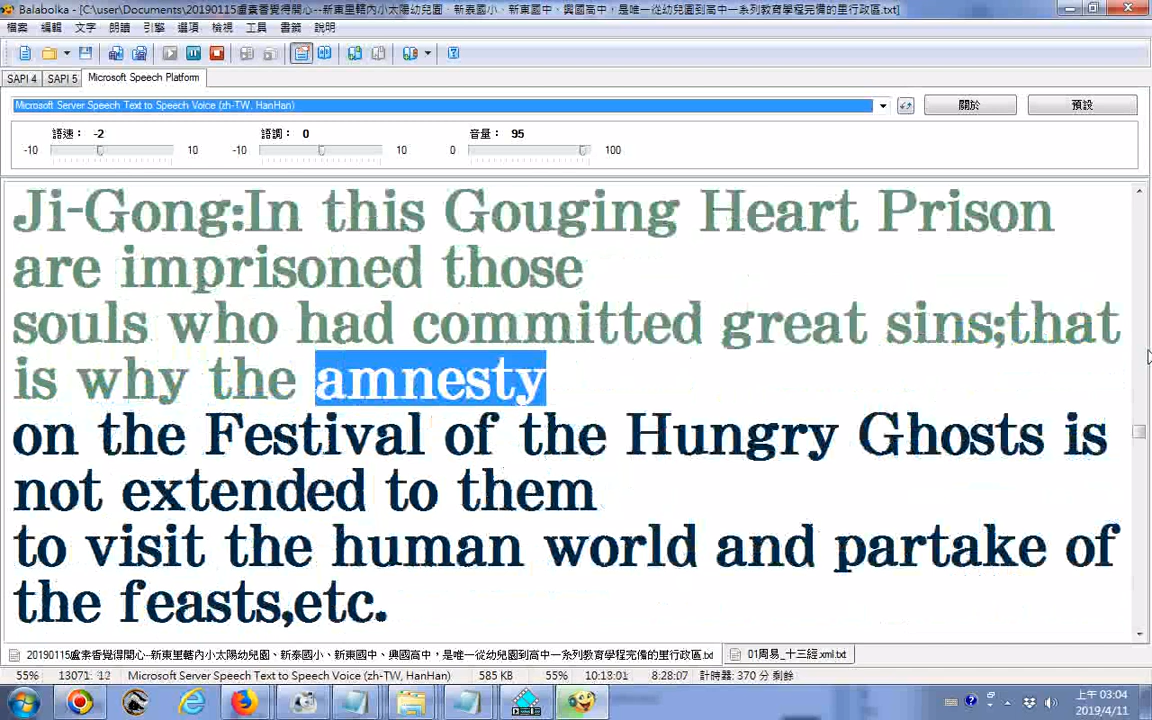 Balabolka - [C:\user\Documents\20190115盧素香覺得開心--新東里轄內小太陽幼兒園、新泰國小、新東國中、興國高中，是唯一從幼兒園到高中一系列教育學程完備的里行政區.txt]
檔案 編輯 文字 朗讀 引擎 選項 檢視 工具 書籤 說明
SAPI 4 SAPI 5 Microsoft Speech Platform
Microsoft Server Speech Text to Speech Voice (zh-TW, HanHan)
關於 預設
語速： -2 語調： 0 音量： 95
-10 10 -10 10 0 100
Ji-Gong:In this Gouging Heart Prison
are imprisoned those
souls who had committed great sins;that
is why the amnesty
on the Festival of the Hungry Ghosts is
not extended to them
to visit the human world and partake of
the feasts,etc.
20190115盧素香覺得開心--新東里轄內小太陽幼兒園、新泰國小、新東國中、興國高中，是唯一從幼兒園到高中一系列教育學程完備的里行政區.txt 01周易_十三經.xml.txt
55% 13071: 12 Microsoft Server Speech Text to Speech Voice (zh-TW, HanHan) 585 KB 55% 10:13:01 8:28:07 計時器： 370 分 剩餘
上午 03:04
2019/4/11